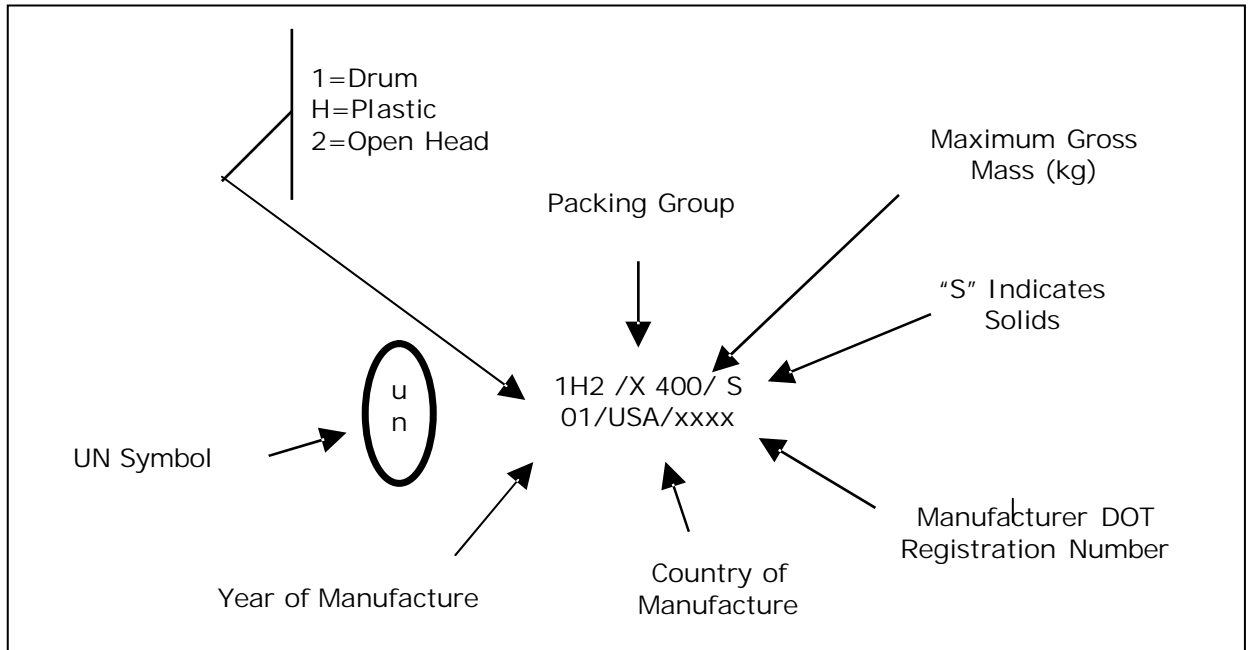 1=Drum
H=Plastic
2=Open Head
Maximum Gross
Mass (kg)
Packing Group
“S” Indicates
Solids
u
n
1H2 /X 400/ S
01/USA/xxxx
UN Symbol
Manufacturer DOT
Registration Number
Country of
Manufacture
Year of Manufacture